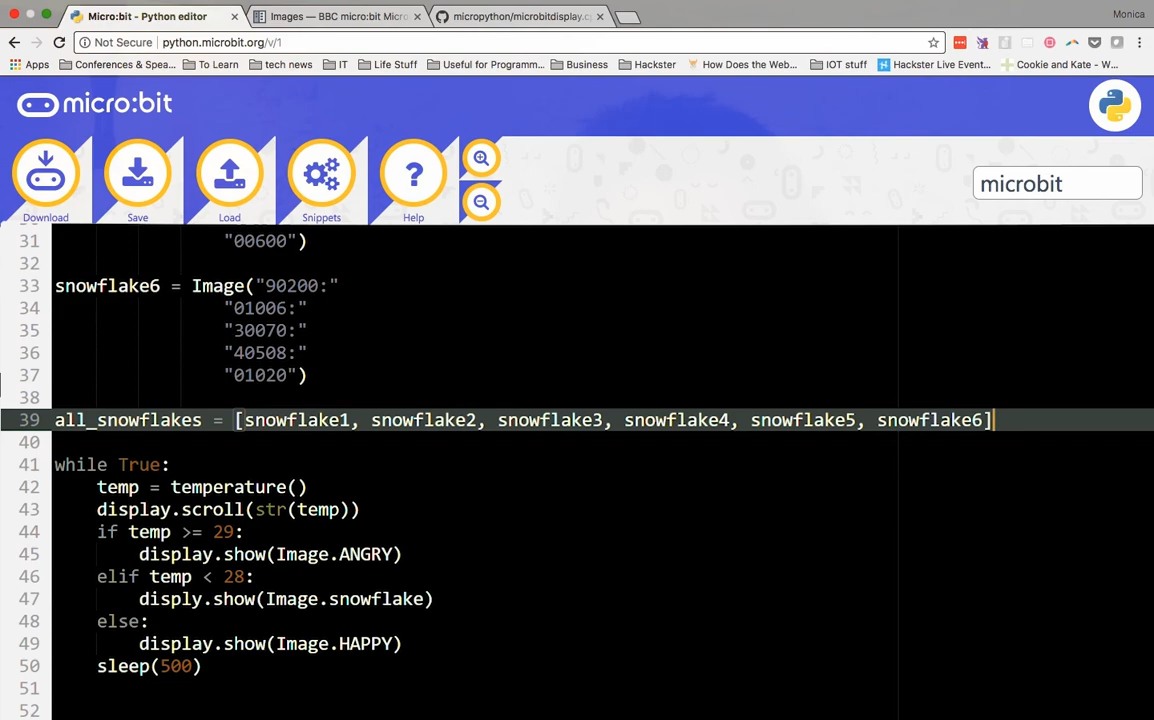 Micro:bit - Python editor
Images — BBC micro:bit Micro
micropython/microbitdisplay.c
Monica
Not Secure python.microbit.org/v/1
Apps
Conferences & Spea...
To Learn
tech news
IT
Life Stuff
Useful for Programm...
Business
Hackster
How Does the Web...
IOT stuff
Hackster Live Event...
Cookie and Kate - W...
micro:bit
Download
Save
Load
Snippets
? Help
microbit
31 "00600")
32
33 snowflake6 = Image("90200:"
34 "01006:"
35 "30070:"
36 "40508:"
37 "01020")
38
39 all_snowflakes = [snowflake1, snowflake2, snowflake3, snowflake4, snowflake5, snowflake6]
40
41 while True:
42 temp = temperature()
43 display.scroll(str(temp))
44 if temp >= 29:
45 display.show(Image.ANGRY)
46 elif temp < 28:
47 disply.show(Image.snowflake)
48 else:
49 display.show(Image.HAPPY)
50 sleep(500)
51
52